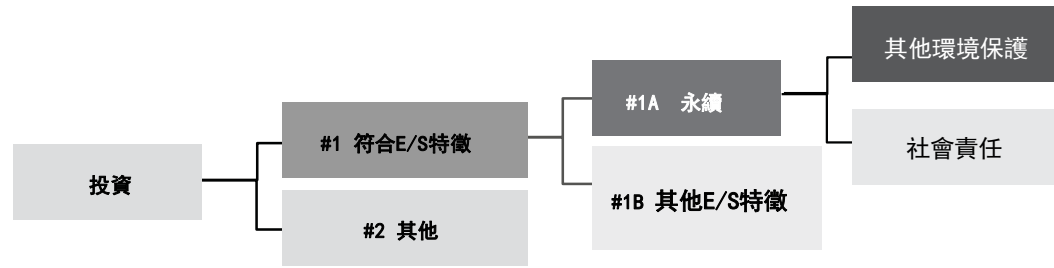 投資
#1 符合E/S特徵
#2 其他
#1A 永續
#1B 其他E/S特徵
其他環境保護
社會責任